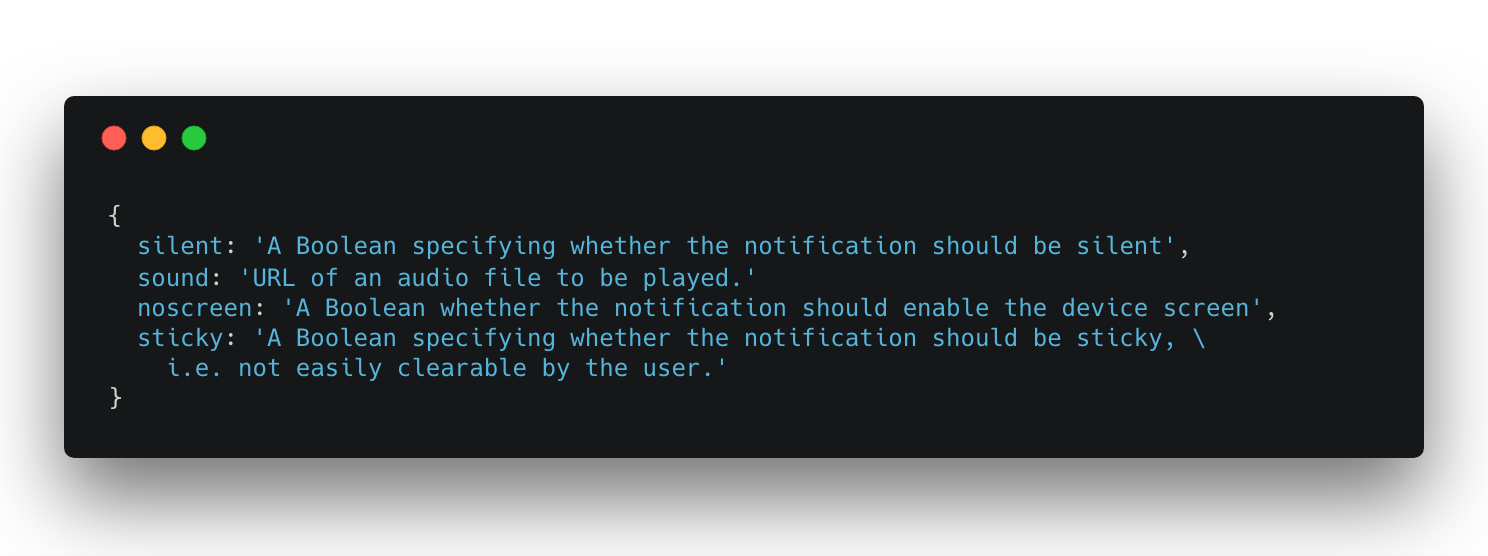 {
  silent: 'A Boolean specifying whether the notification should be silent',
  sound: 'URL of an audio file to be played.'
  noscreen: 'A Boolean whether the notification should enable the device screen',
  sticky: 'A Boolean specifying whether the notification should be sticky, \
    i.e. not easily clearable by the user.'
}